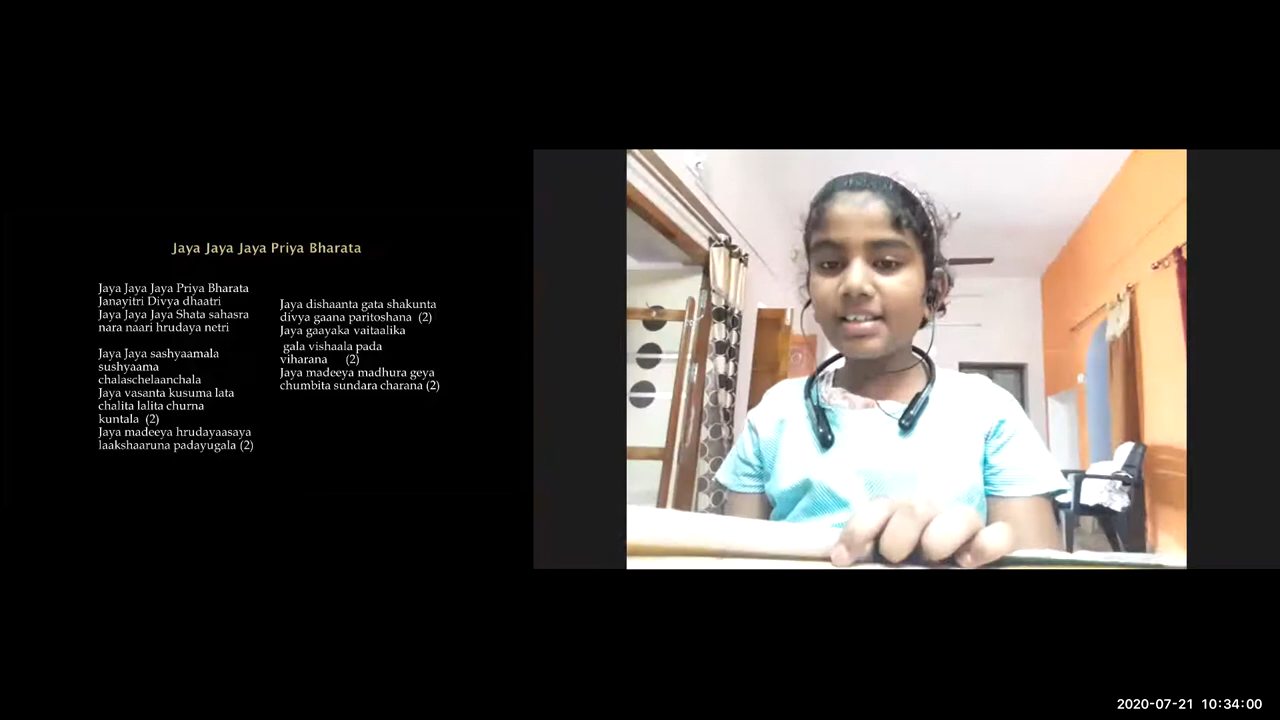 Jaya Jaya Jaya Priya Bharata
Jaya Jaya Jaya Priya Bharata
Janayitri Divya dhaatri
Jaya Jaya Jaya Shata sahasra
nara naari hrudaya netri
Jaya Jaya sashyaamala
sushyaama
chalaschelaanchala
Jaya vasanta kusuma lata
chalita lalita churna
kuntala (2)
Jaya madeeya hrudayaasaya
laakshaaruna padayugala (2)
Jaya dishaanta gata shakunta
divya gaana paritoshana (2)
Jaya gaayaka vaitaalika
gala vishaala pada
viharana (2)
Jaya madeeya madhura geya
chumbita sundara charana (2)
2020-07-21 10:34:00